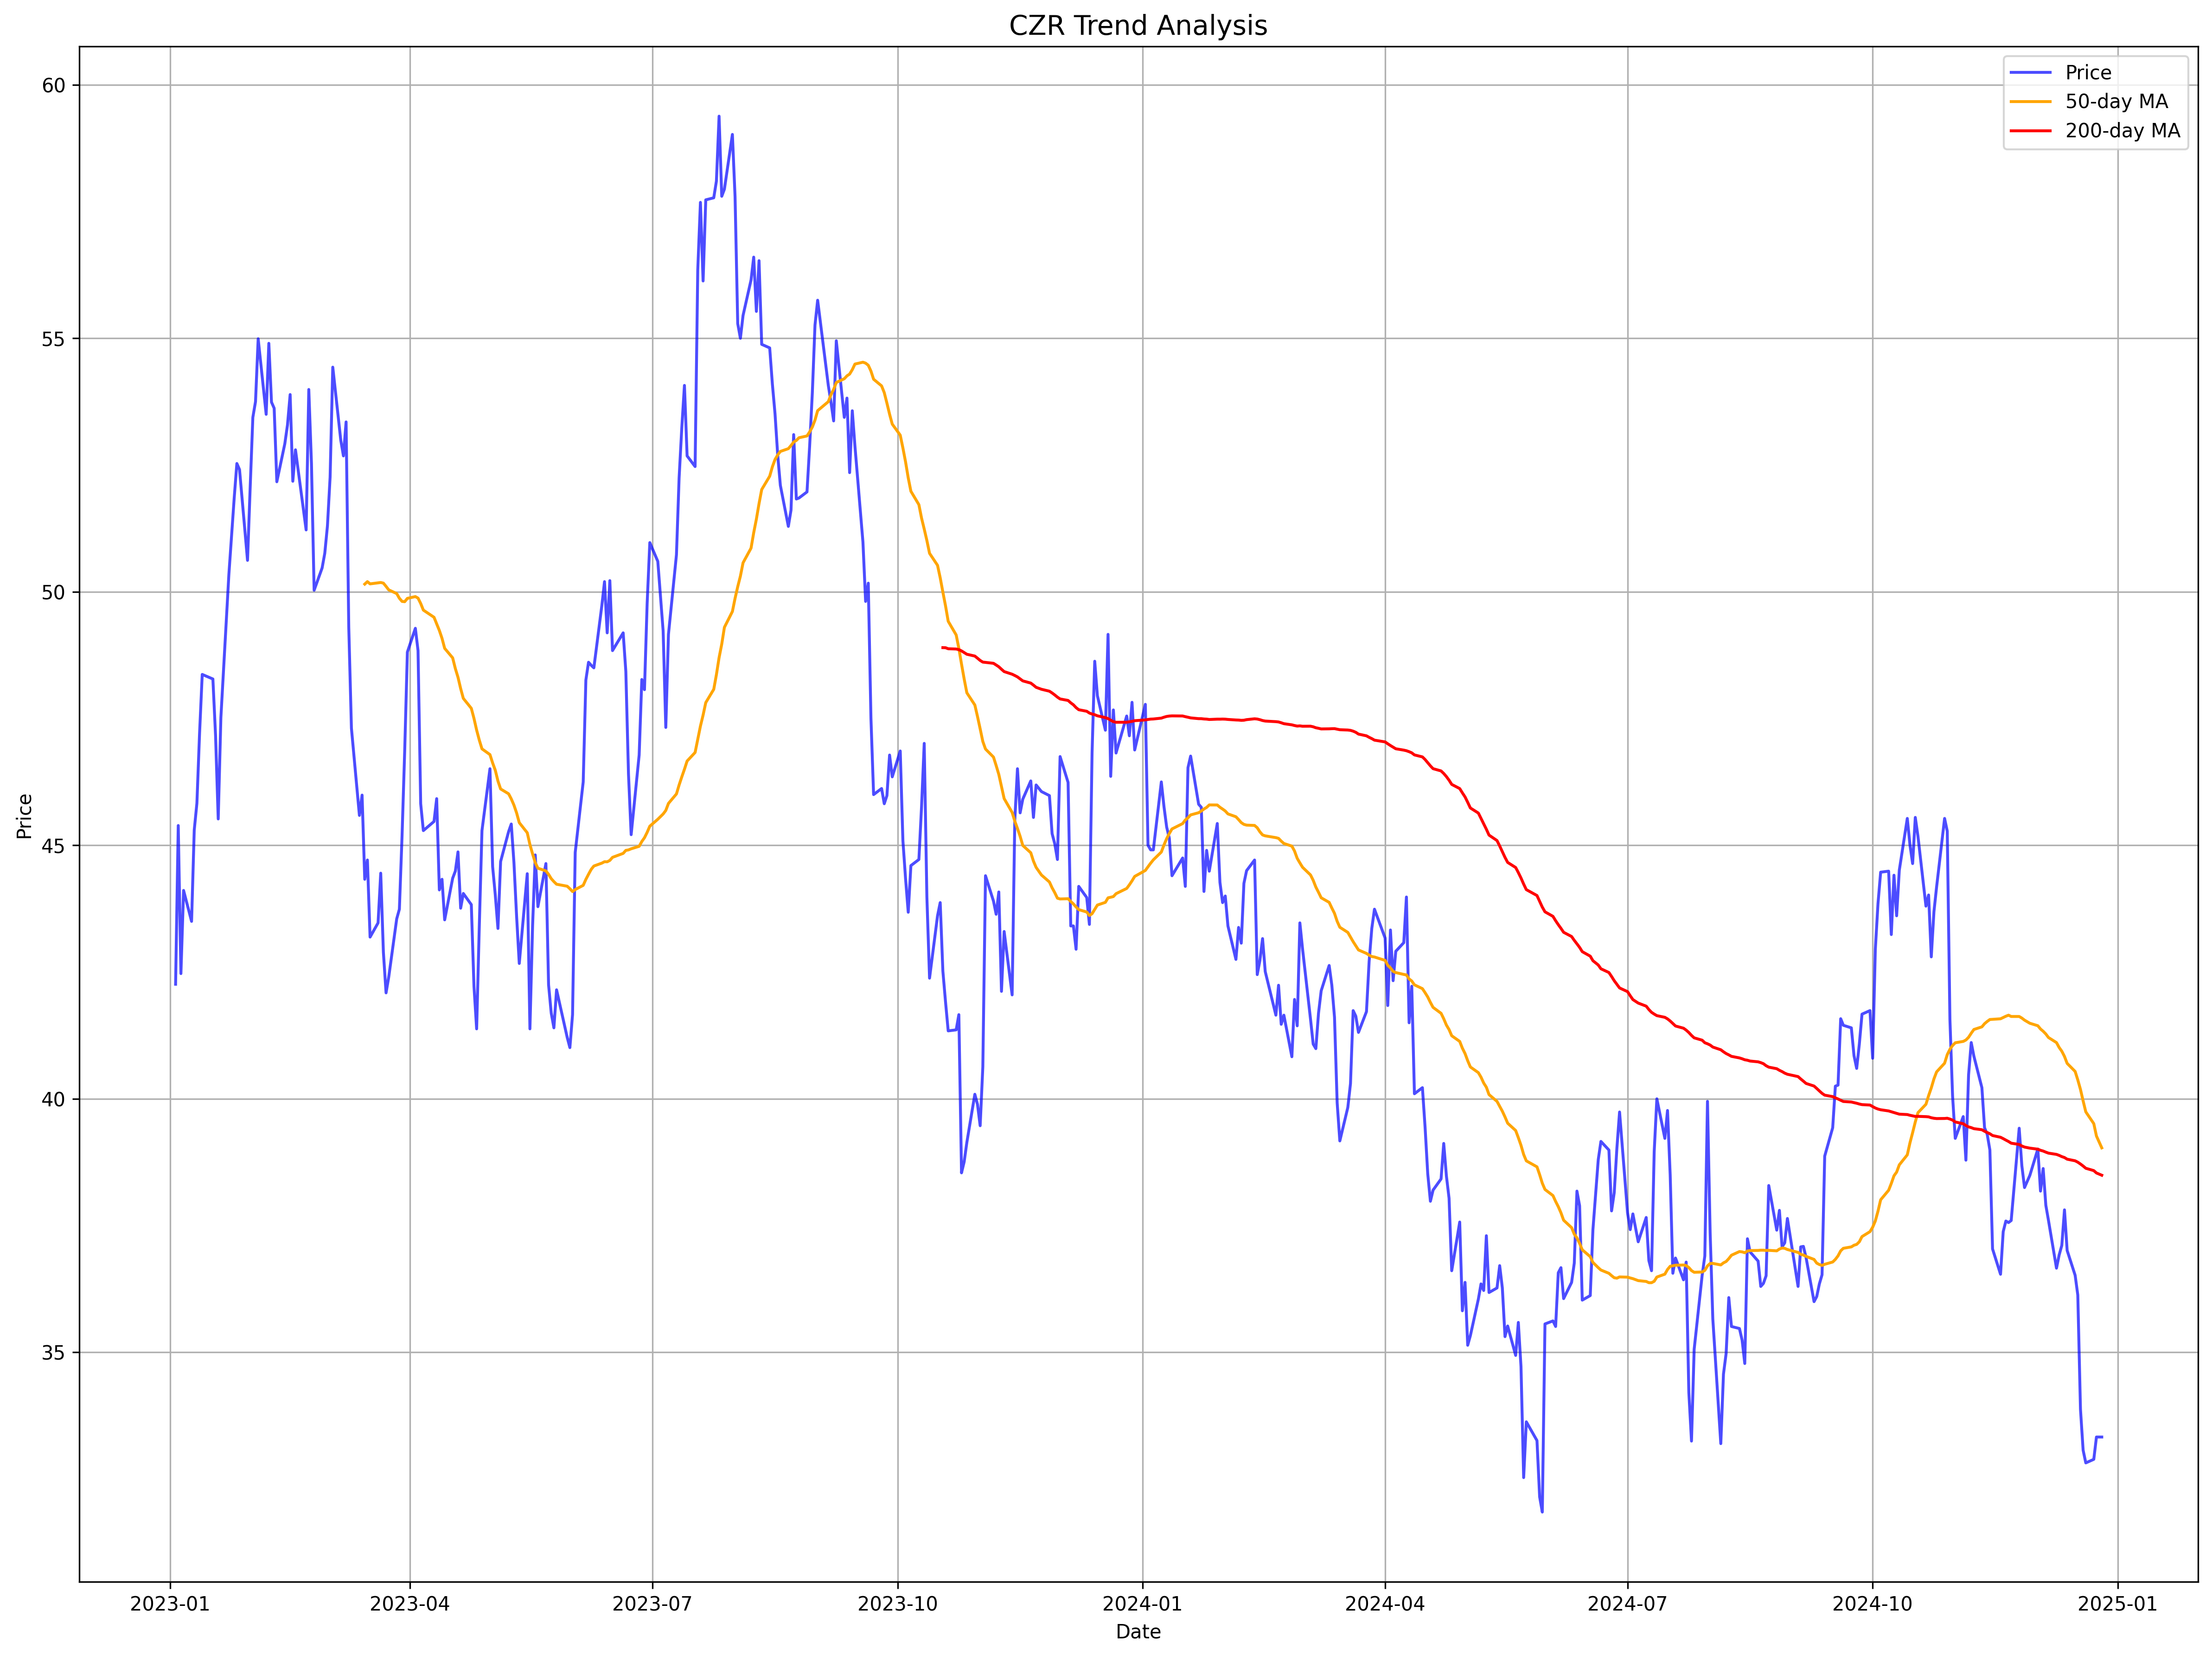 CZR Trend Analysis
Price
50-day MA
200-day MA
60
55
50
45
40
35
Price
2023-01
2023-04
2023-07
2023-10
2024-01
2024-04
2024-07
2024-10
2025-01
Date